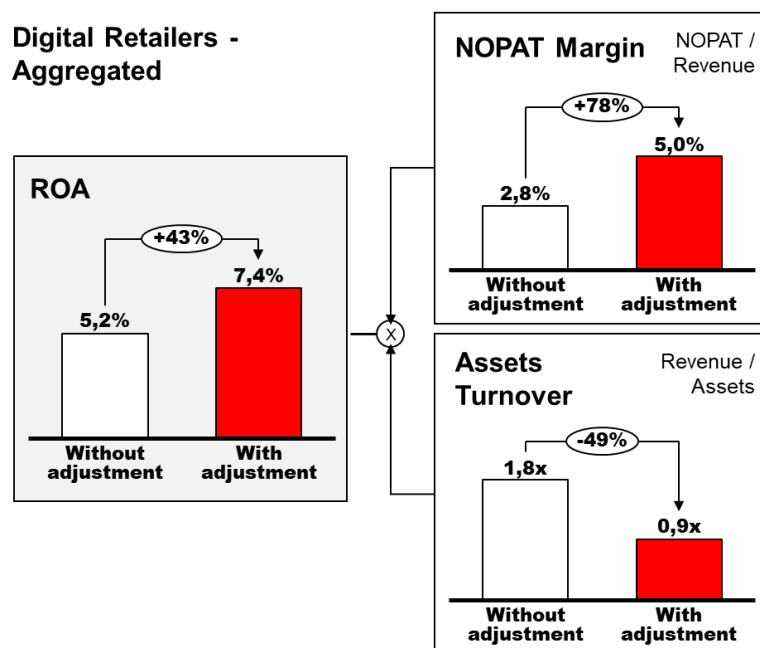 Digital Retailers -
Aggregated
ROA
+43%
5,2%
7,4%
Without
adjustment
With
adjustment
X
NOPAT Margin
NOPAT /
Revenue
+78%
2,8%
5,0%
Without
adjustment
With
adjustment
Assets
Turnover
Revenue /
Assets
-49%
1,8x
0,9x
Without
adjustment
With
adjustment